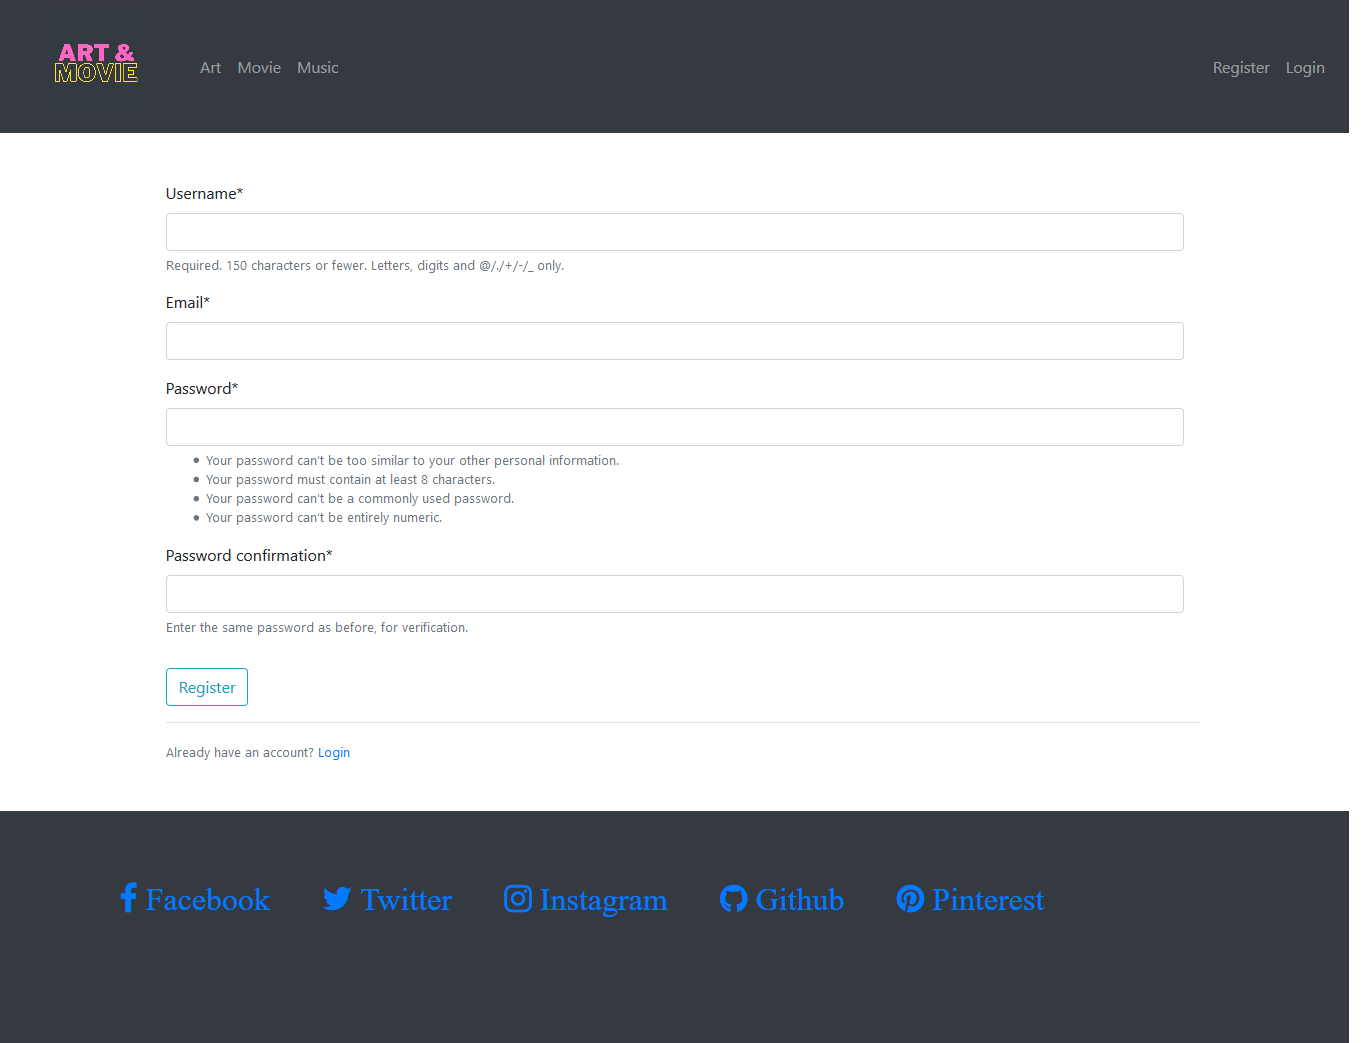 ART &
MOVIE
Art Movie Music
Register Login
Username*
Required. 150 characters or fewer. Letters, digits and @/./+/-/_ only.
Email*
Password*
• Your password can't be too similar to your other personal information.
• Your password must contain at least 8 characters.
• Your password can't be a commonly used password.
• Your password can't be entirely numeric.
Password confirmation*
Enter the same password as before, for verification.
Register
Already have an account? Login
Facebook Twitter Instagram Github Pinterest